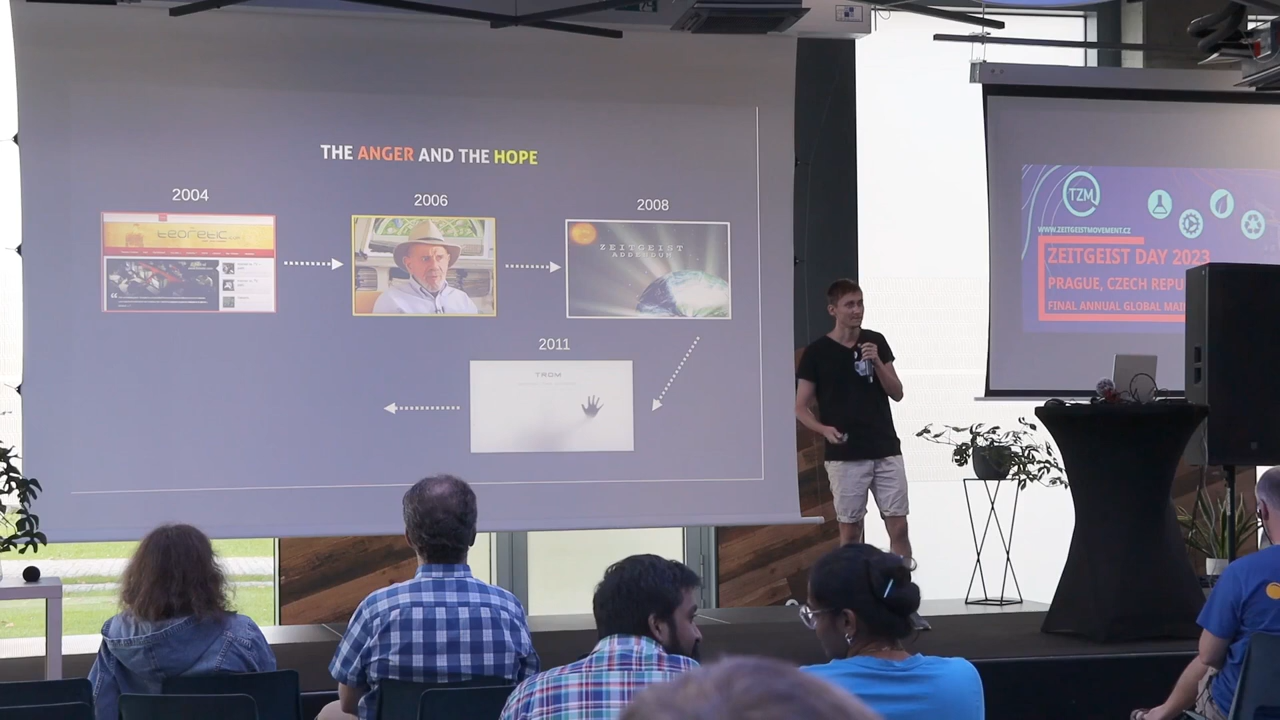 THE ANGER AND THE HOPE
2004
2006
2008
teoretic
ZEITGEIST
ADDENDUM
2011
TROM
TZM
WWW.ZEITGEISTMOVEMENT.CZ
ZEITGEIST DAY 2023
PRAGUE, CZECH REPU
FINAL ANNUAL GLOBAL MAI